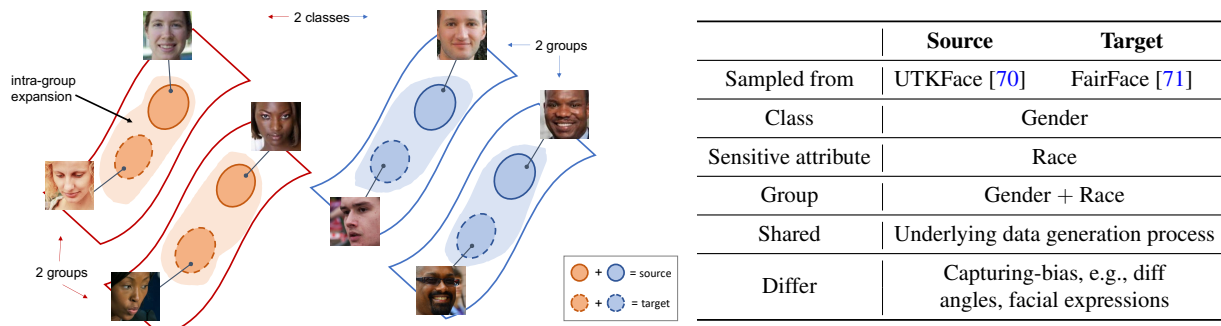 2 classes
2 groups
intra-group
expansion
2 groups
+ = source
+ = target
Source Target
Sampled from UTKFace [70] FairFace [71]
Class Gender
Sensitive attribute Race
Group Gender + Race
Shared Underlying data generation process
Differ Capturing-bias, e.g., diff
angles, facial expressions